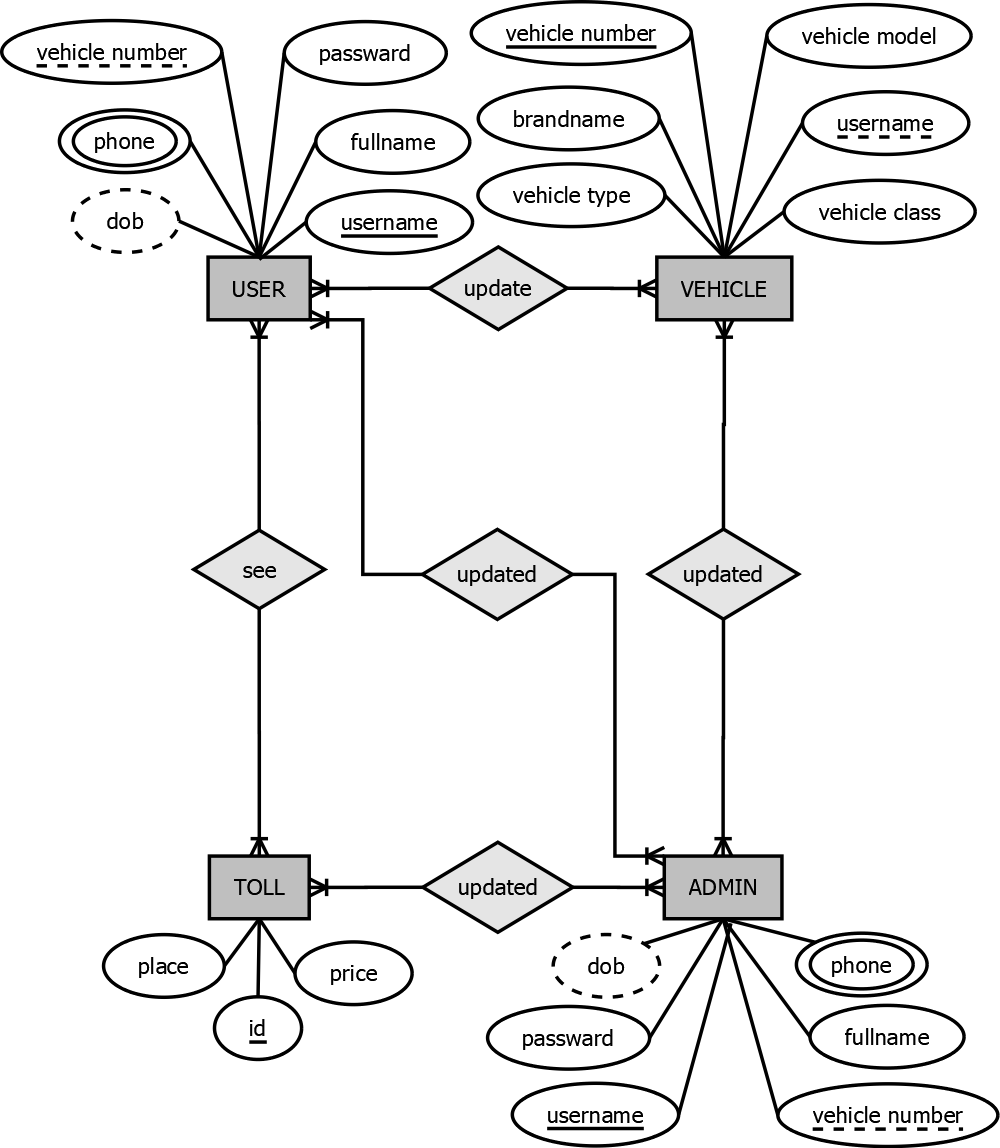 vehicle number
passward
phone
fullname
dob
username
vehicle number
vehicle model
brandname
username
vehicle type
vehicle class
USER
update
VEHICLE
see
updated
updated
TOLL
updated
ADMIN
place
price
id
dob
phone
passward
fullname
username
vehicle number